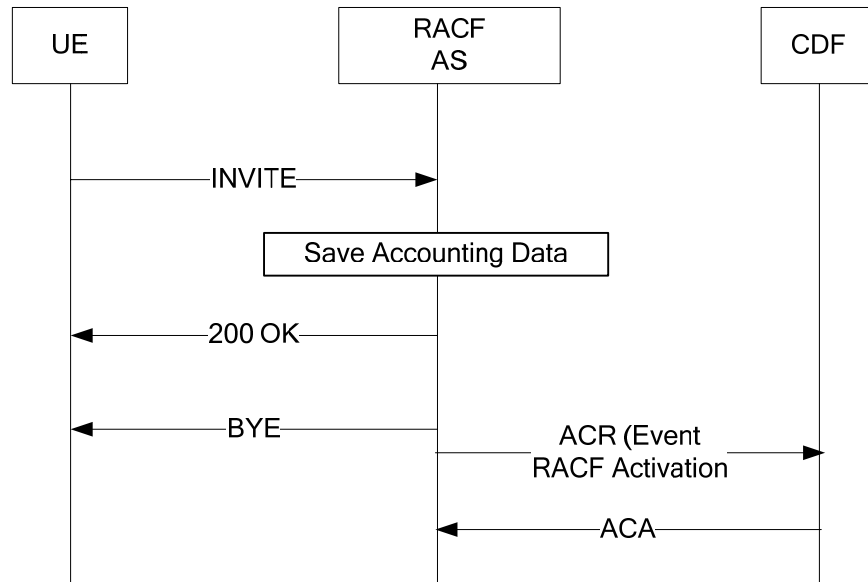 UE
RACF
AS
CDF
INVITE
Save Accounting Data
200 OK
BYE
ACR (Event
RACF Activation
ACA